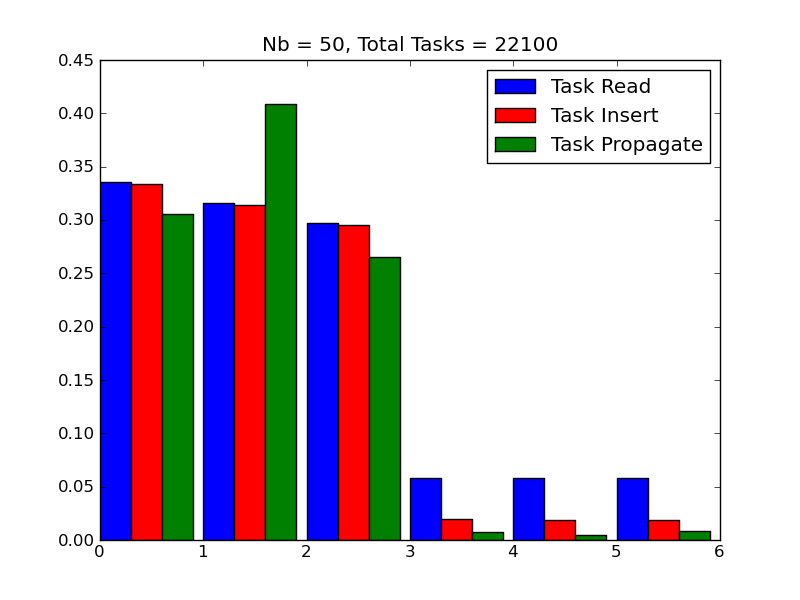 Nb = 50, Total Tasks = 22100
0.45
0.40
0.35
0.30
0.25
0.20
0.15
0.10
0.05
0.00
Task Read
Task Insert
Task Propagate
0 1 2 3 4 5 6